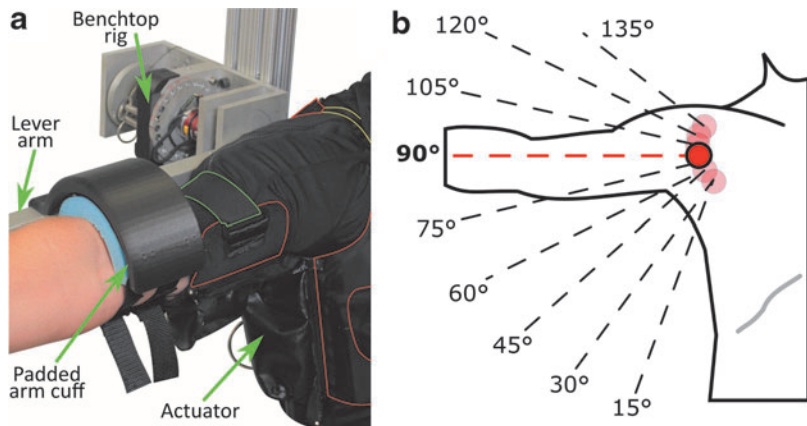 a
Benchtop
rig
Lever
arm
Padded
arm cuff
Actuator
b
120°
135°
105°
90°
75°
60°
45°
30°
15°